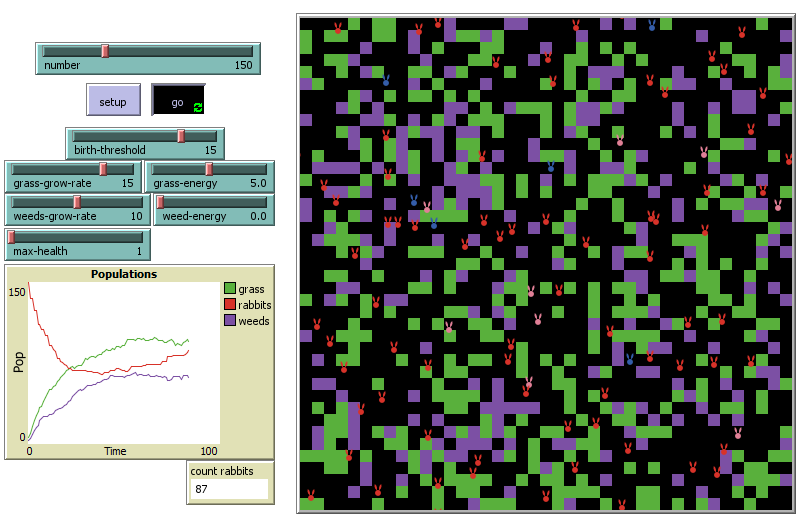 number 150
setup
go
birth-threshold 15
grass-grow-rate 15
grass-energy 5.0
weeds-grow-rate 10
weed-energy 0.0
max-health 1
Populations
150
Pop
0
0
Time
100
grass
rabbits
weeds
count rabbits
87